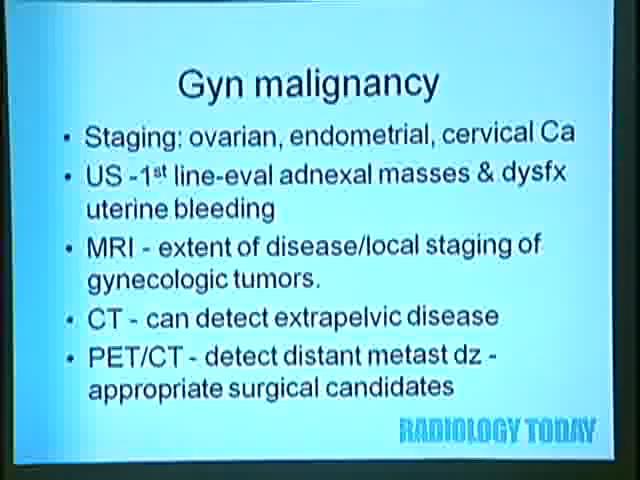 Gyn malignancy
• Staging: ovarian, endometrial, cervical Ca
• US -1st line-eval adnexal masses & dysfx
uterine bleeding
• MRI - extent of disease/local staging of
gynecologic tumors.
• CT - can detect extrapelvic disease
• PET/CT - detect distant metast dz -
appropriate surgical candidates
RADIOLOGY TODAY